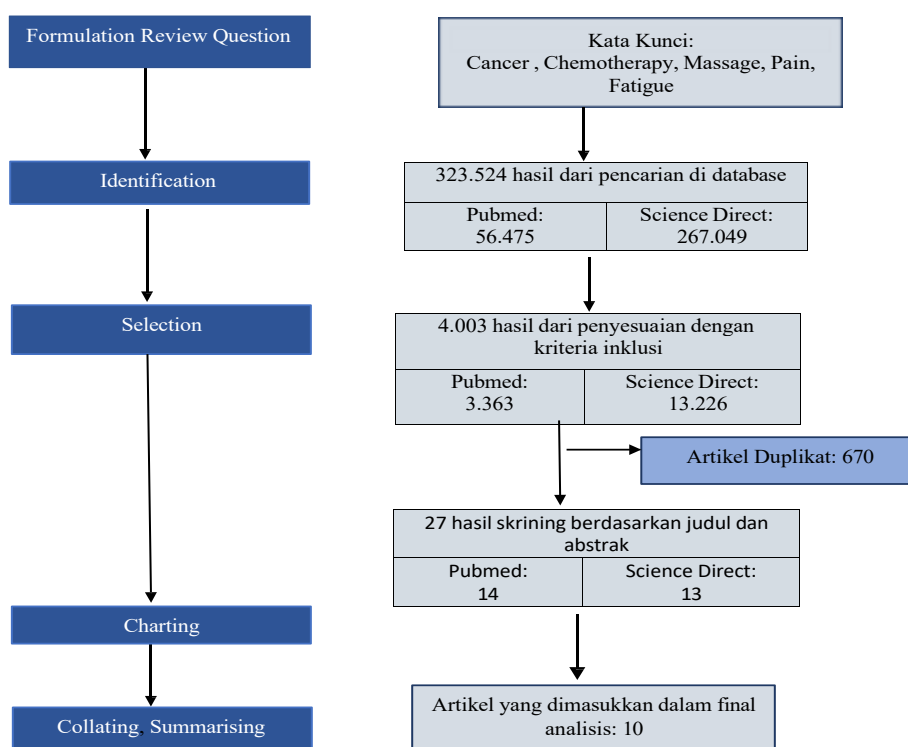 Formulation Review Question
Identification
Selection
Charting
Collating, Summarising
Kata Kunci:
Cancer , Chemotherapy, Massage, Pain,
Fatigue
323.524 hasil dari pencarian di database
Pubmed:
56.475
Science Direct:
267.049
4.003 hasil dari penyesuaian dengan
kriteria inklusi
Pubmed:
3.363
Science Direct:
13.226
Artikel Duplikat: 670
27 hasil skrining berdasarkan judul dan
abstrak
Pubmed:
14
Science Direct:
13
Artikel yang dimasukkan dalam final
analisis: 10